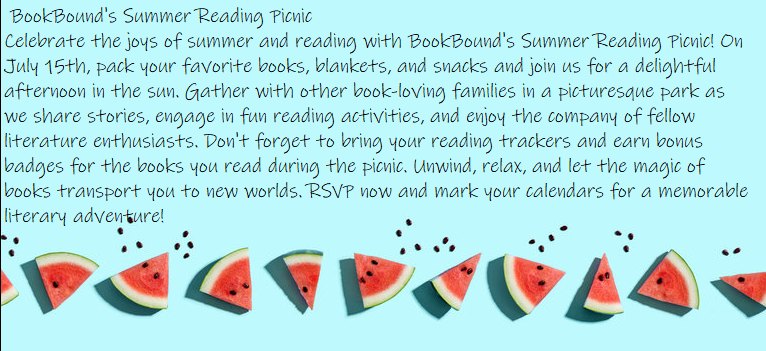 BookBound's Summer Reading Picnic
Celebrate the joys of summer and reading with BookBound's Summer Reading Picnic! On
July 15th, pack your favorite books, blankets, and snacks and join us for a delightful
afternoon in the sun. Gather with other book-loving families in a picturesque park as
we share stories, engage in fun reading activities, and enjoy the company of fellow
literature enthusiasts. Don't forget to bring your reading trackers and earn bonus
badges for the books you read during the picnic. Unwind, relax, and let the magic of
books transport you to new worlds. RSVP now and mark your calendars for a memorable
literary adventure!